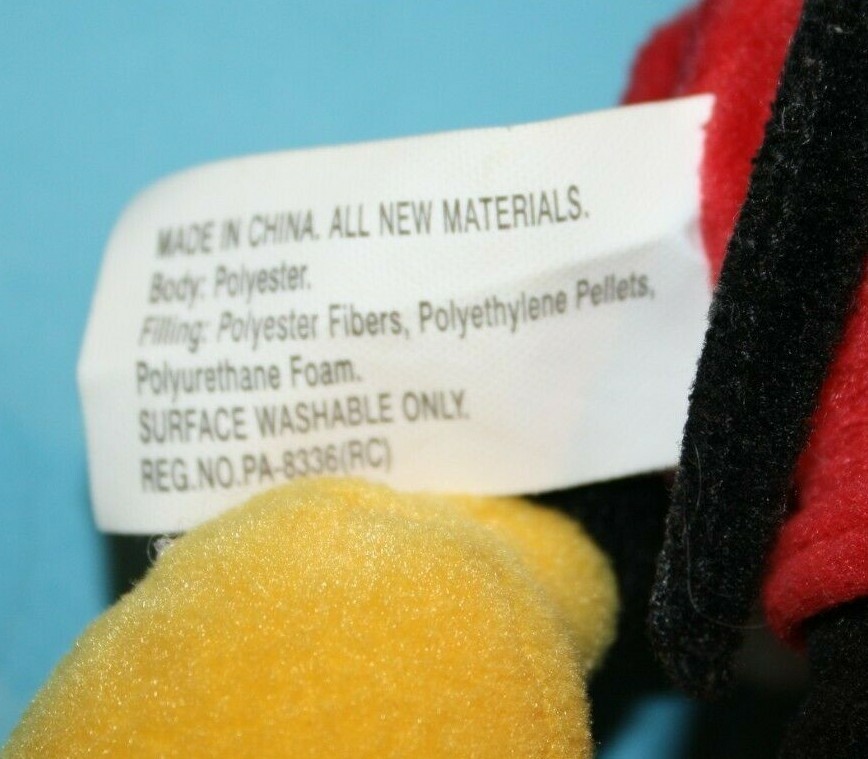 MADE IN CHINA. ALL NEW MATERIALS.
Body: Polyester.
Filling: Polyester Fibers, Polyethylene Pellets,
Polyurethane Foam.
SURFACE WASHABLE ONLY.
REG.NO.PA-8336(RC)